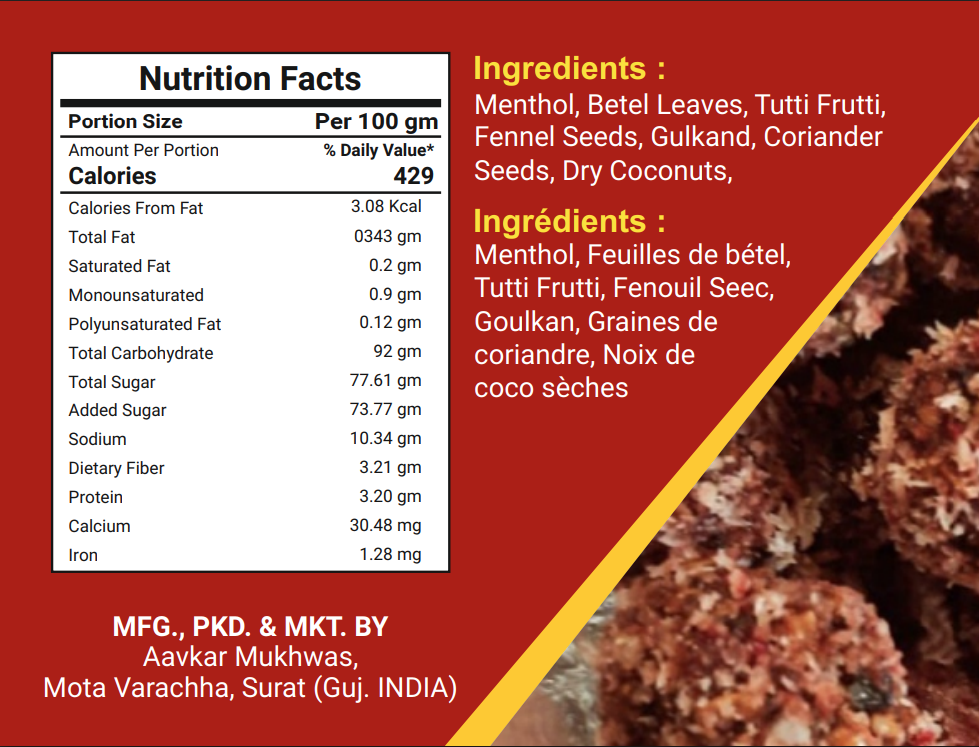 Nutrition Facts
Portion Size Per 100 gm
Amount Per Portion % Daily Value*
Calories 429
Calories From Fat 3.08 Kcal
Total Fat 0343 gm
Saturated Fat 0.2 gm
Monounsaturated 0.9 gm
Polyunsaturated Fat 0.12 gm
Total Carbohydrate 92 gm
Total Sugar 77.61 gm
Added Sugar 73.77 gm
Sodium 10.34 gm
Dietary Fiber 3.21 gm
Protein 3.20 gm
Calcium 30.48 mg
Iron 1.28 mg
MFG., PKD. & MKT. BY
Aavkar Mukhwas,
Mota Varachha, Surat (Guj. INDIA)
Ingredients :
Menthol, Betel Leaves, Tutti Frutti,
Fennel Seeds, Gulkand, Coriander
Seeds, Dry Coconuts,
Ingrédients :
Menthol, Feuilles de bétel,
Tutti Frutti, Fenouil Seec,
Goulkan, Graines de
coriandre, Noix de
coco sèches